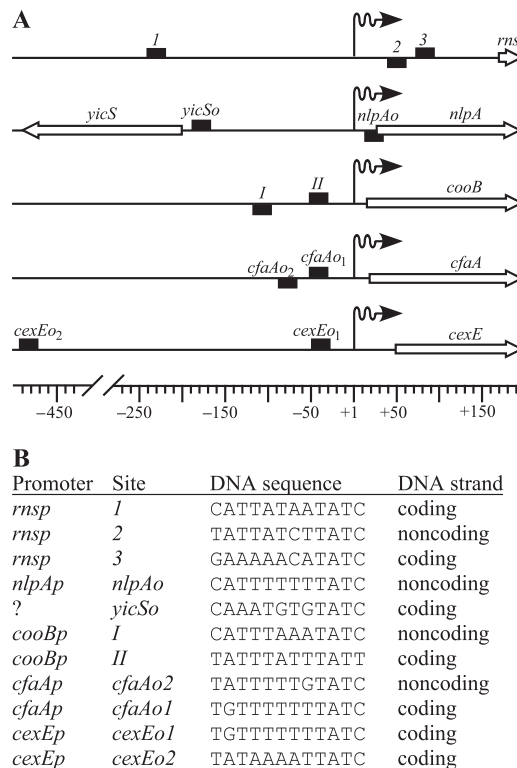 A
1 2 3 rns
yicS yicSo nlpAo nlpA
I II cooB
cfaAo2 cfaAo1 cfaA
cexEo2 cexEo1 cexE
–450 –250 –150 –50 +1 +50 +150
B
Promoter Site DNA sequence DNA strand
rnsp 1 CATTATAATATC coding
rnsp 2 TATTATCTTATC noncoding
rnsp 3 GAAAAACATATC coding
nlpAp nlpAo CATTTTTTTATC noncoding
? yicSo CAAATGTGTATC coding
cooBp I CATTTAAATATC noncoding
cooBp II TATTTATTTATT coding
cfaAp cfaAo2 TATTTTTGTATC noncoding
cfaAp cfaAo1 TGTTTTTTTATC coding
cexEp cexEo1 TGTTTTTTTATC coding
cexEp cexEo2 TATAAAATTATC coding